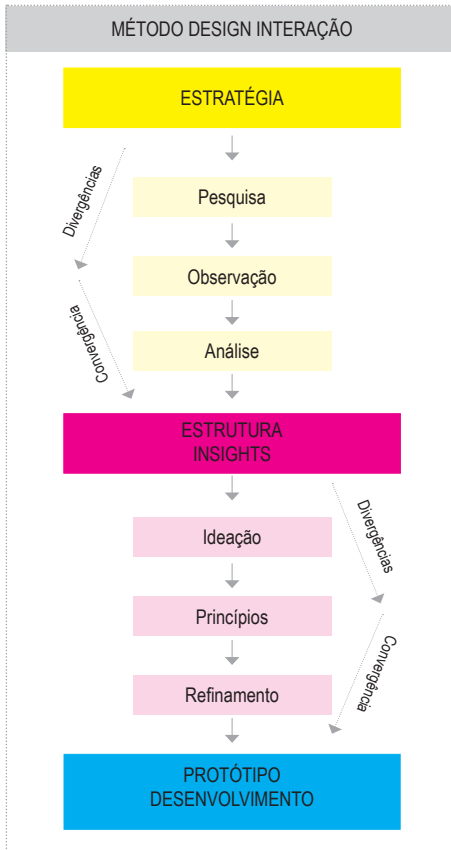 MÉTODO DESIGN INTERAÇÃO
ESTRATÉGIA
Divergências
Pesquisa
Observação
Convergência
Análise
ESTRUTURA
INSIGHTS
Divergências
Ideação
Princípios
Convergência
Refinamento
PROTÓTIPO
DESENVOLVIMENTO